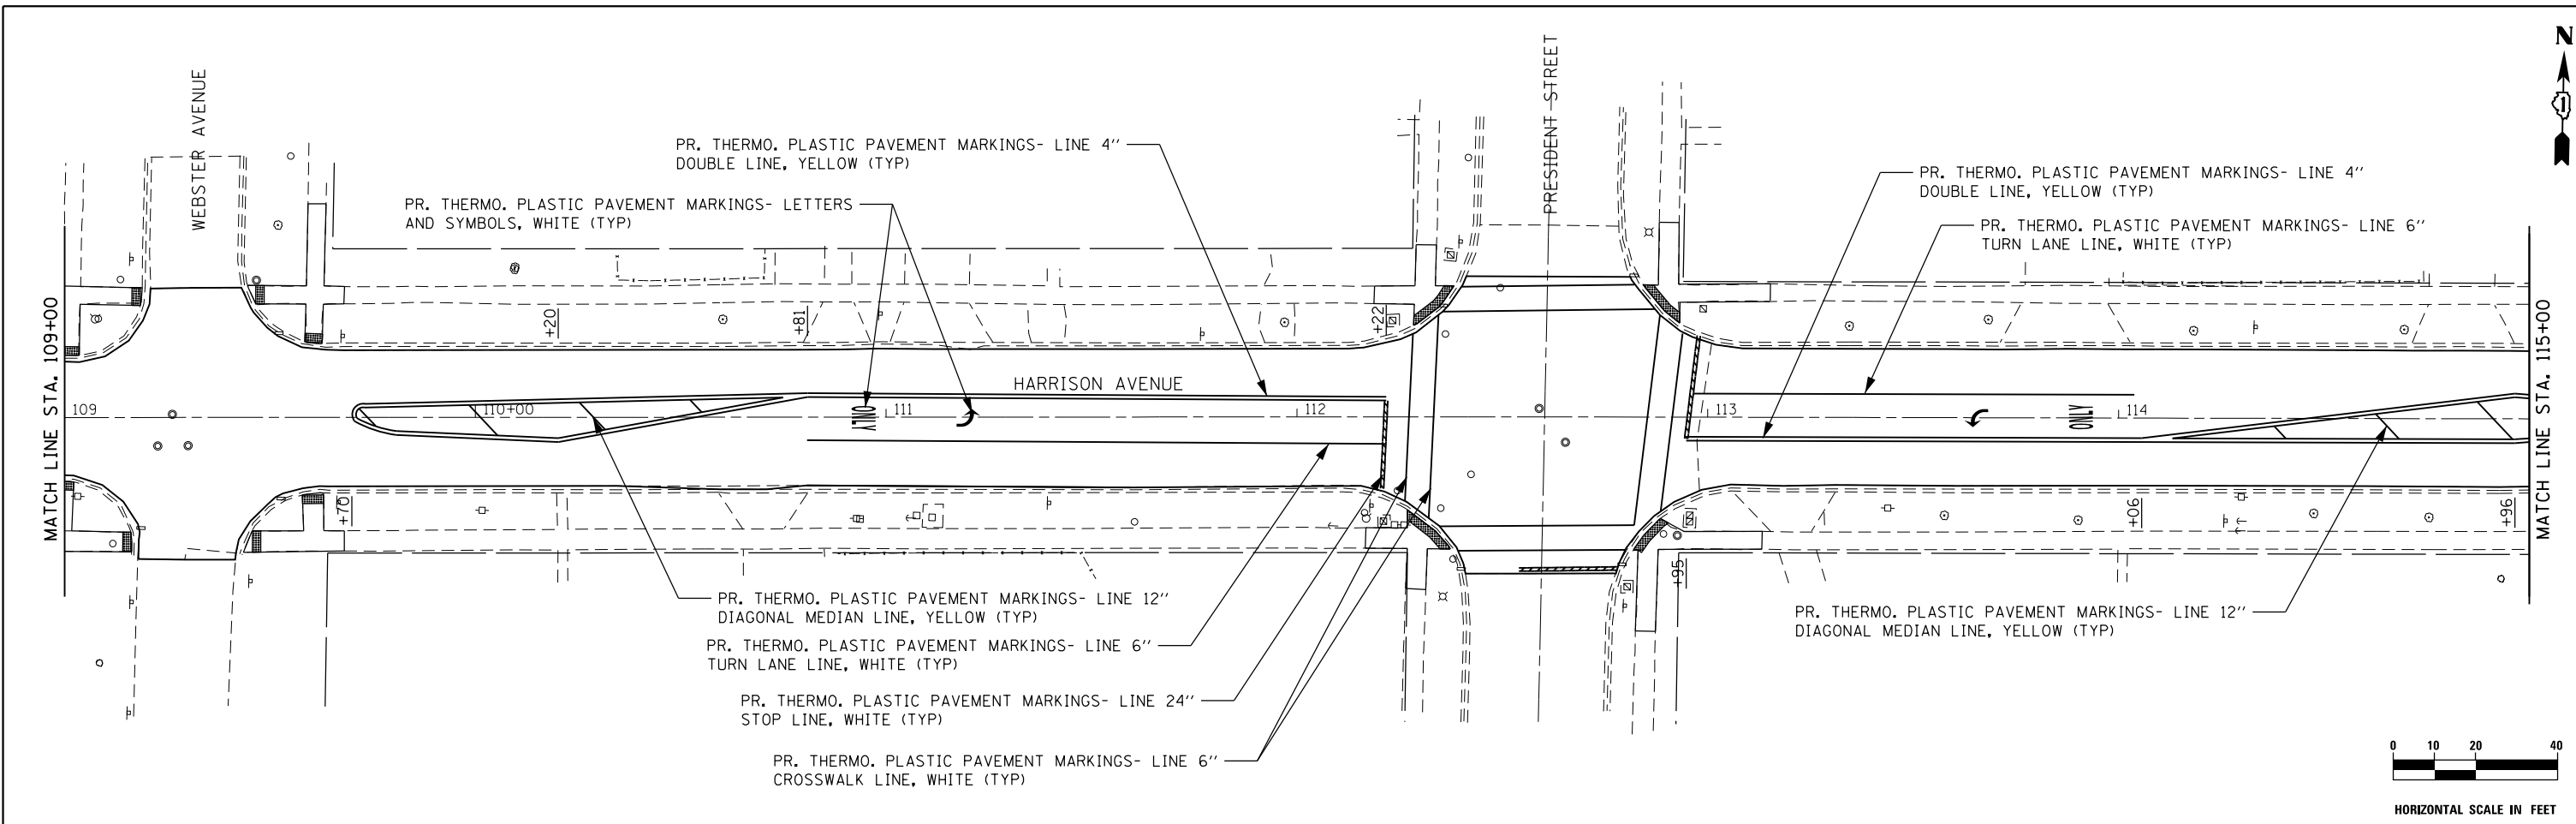 N
1
WEBSTER AVENUE
PRESIDENT STREET
PR. THERMO. PLASTIC PAVEMENT MARKINGS- LINE 4''
DOUBLE LINE, YELLOW (TYP)
PR. THERMO. PLASTIC PAVEMENT MARKINGS- LETTERS
AND SYMBOLS, WHITE (TYP)
PR. THERMO. PLASTIC PAVEMENT MARKINGS- LINE 4''
DOUBLE LINE, YELLOW (TYP)
PR. THERMO. PLASTIC PAVEMENT MARKINGS- LINE 6''
TURN LANE LINE, WHITE (TYP)
MATCH LINE STA. 109+00
MATCH LINE STA. 115+00
+20
+81
+22
HARRISON AVENUE
109
110+00
ONLY
111
112
113
ONLY
114
+70
+95
+06
+96
PR. THERMO. PLASTIC PAVEMENT MARKINGS- LINE 12''
DIAGONAL MEDIAN LINE, YELLOW (TYP)
PR. THERMO. PLASTIC PAVEMENT MARKINGS- LINE 6''
TURN LANE LINE, WHITE (TYP)
PR. THERMO. PLASTIC PAVEMENT MARKINGS- LINE 24''
STOP LINE, WHITE (TYP)
PR. THERMO. PLASTIC PAVEMENT MARKINGS- LINE 6''
CROSSWALK LINE, WHITE (TYP)
PR. THERMO. PLASTIC PAVEMENT MARKINGS- LINE 12''
DIAGONAL MEDIAN LINE, YELLOW (TYP)
0 10 20 40
HORIZONTAL SCALE IN FEET